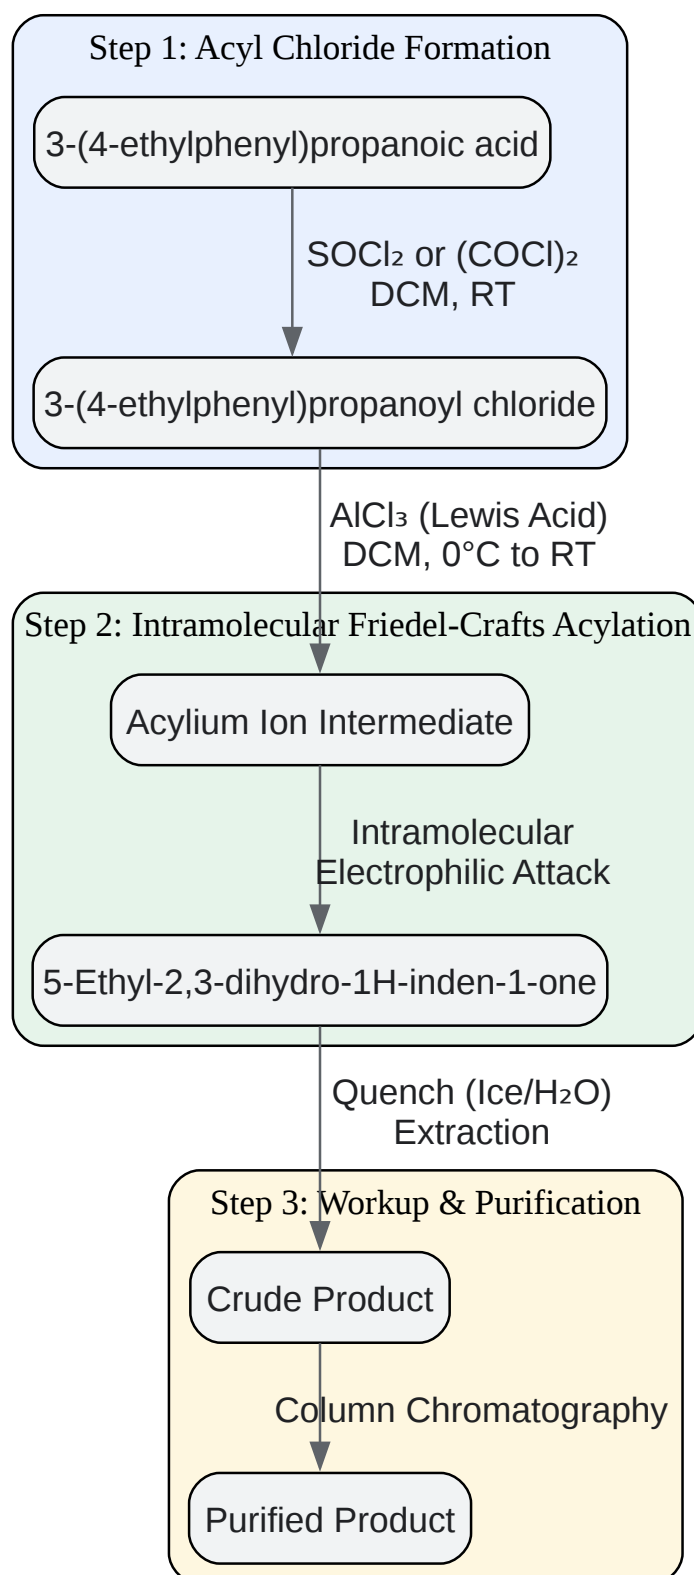 Step 1: Acyl Chloride Formation
3-(4-ethylphenyl)propanoic acid
SOCl₂ or (COCl)₂
DCM, RT
3-(4-ethylphenyl)propanoyl chloride
AlCl₃ (Lewis Acid)
DCM, 0°C to RT
Step 2: Intramolecular Friedel-Crafts Acylation
Acylium Ion Intermediate
Intramolecular
Electrophilic Attack
5-Ethyl-2,3-dihydro-1H-inden-1-one
Quench (Ice/H₂O)
Extraction
Step 3: Workup & Purification
Crude Product
Column Chromatography
Purified Product